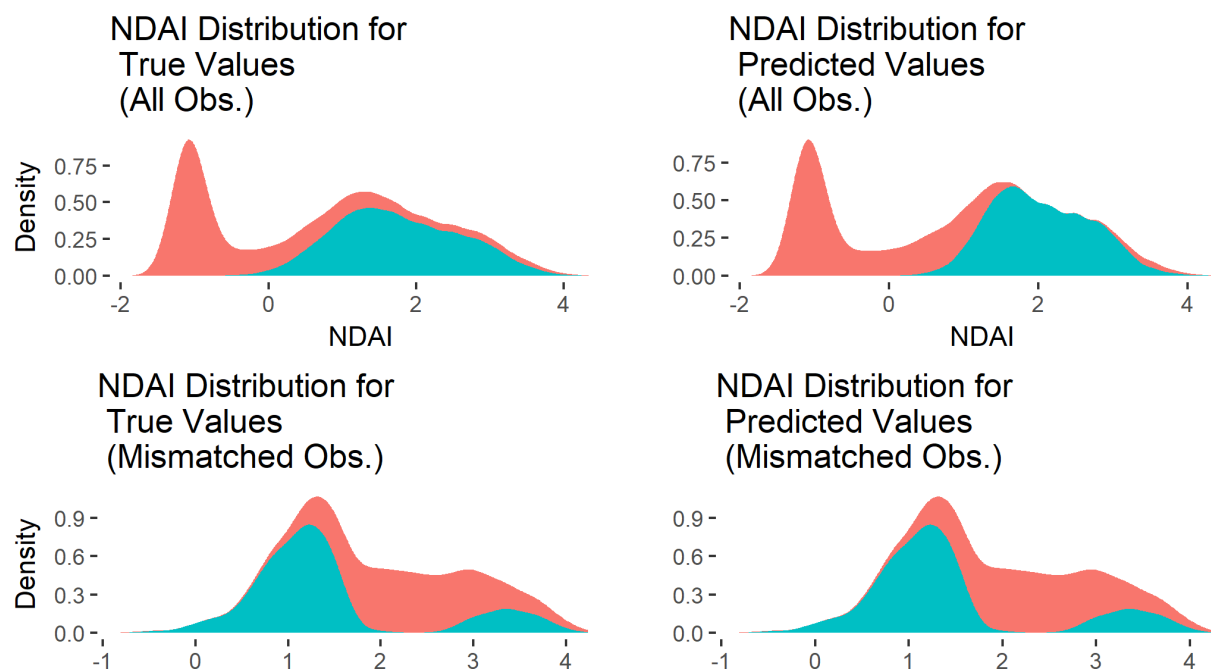 NDAI Distribution for
True Values
(All Obs.)
Density
0.75
0.50
0.25
0.00
-2 0 2 4
NDAI
NDAI Distribution for
Predicted Values
(All Obs.)
0.75
0.50
0.25
0.00
-2 0 2 4
NDAI
NDAI Distribution for
True Values
(Mismatched Obs.)
Density
0.9
0.6
0.3
0.0
-1 0 1 2 3 4
NDAI Distribution for
Predicted Values
(Mismatched Obs.)
0.9
0.6
0.3
0.0
-1 0 1 2 3 4